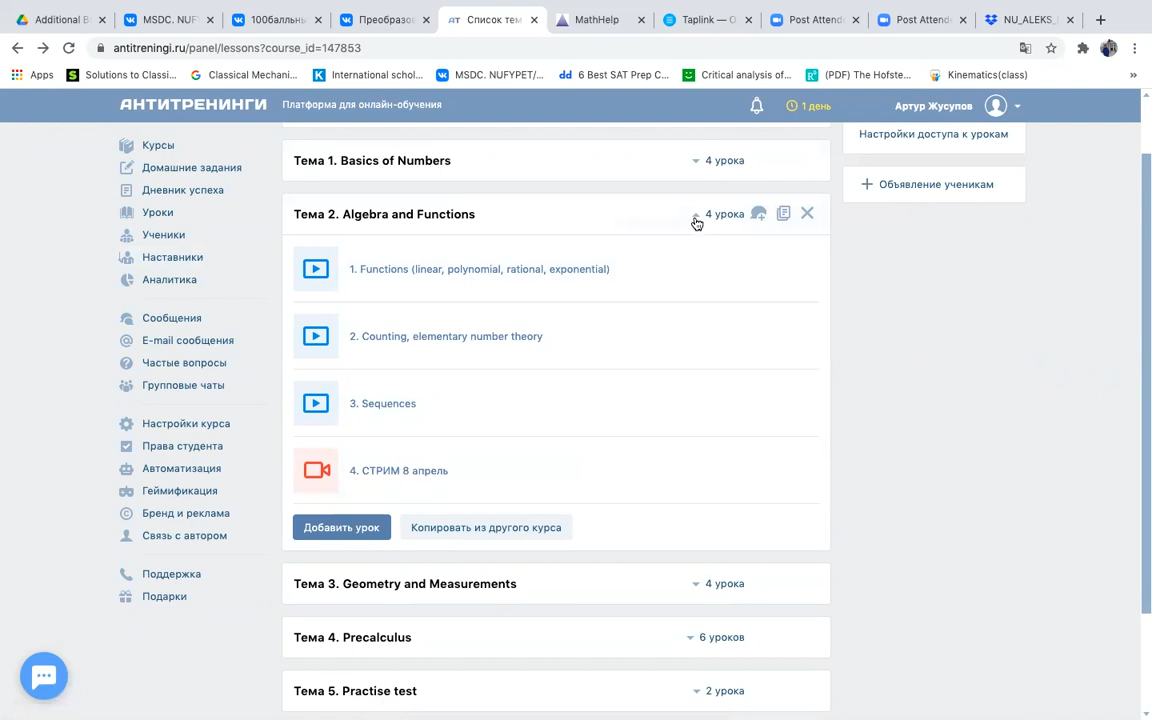 Additional B
MSDC. NUF
100балльны
Преобразов
Список тем
MathHelp
Taplink — О
Post Attende
Post Attende
NU_ALEKS_
antitreningi.ru/panel/lessons?course_id=147853
Apps
Solutions to Classi...
Classical Mechani...
International schol...
MSDC. NUFYPET/...
6 Best SAT Prep C...
Critical analysis of...
(PDF) The Hofste...
Kinematics(class)
»
АНТИТРЕНИНГИ
Платформа для онлайн-обучения
1 день
Артур Жусупов
Курсы
Домашние задания
Дневник успеха
Уроки
Ученики
Наставники
Аналитика
Сообщения
E-mail сообщения
Частые вопросы
Групповые чаты
Настройки курса
Права студента
Автоматизация
Геймификация
Бренд и реклама
Связь с автором
Поддержка
Подарки
Тема 1. Basics of Numbers
4 урока
Тема 2. Algebra and Functions
4 урока
1. Functions (linear, polynomial, rational, exponential)
2. Counting, elementary number theory
3. Sequences
4. СТРИМ 8 апрель
Добавить урок
Копировать из другого курса
Тема 3. Geometry and Measurements
4 урока
Тема 4. Precalculus
6 уроков
Тема 5. Practise test
2 урока
Настройки доступа к урокам
Объявление ученикам